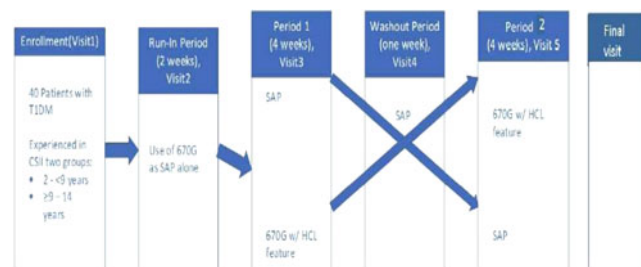 Enrollment(Visit1)
40 Patients with
T1DM
Experienced in
CSII two groups:
• 2 - <9 years
• ≥9 - 14
years
Run-In Period
(2 weeks),
Visit2
Use of 670G
as SAP alone
Period 1
(4 weeks),
Visit3
SAP
670G w/ HCL
feature
Washout Period
(one week),
Visit4
SAP
Period 2
(4 weeks), Visit 5
670G w/ HCL
feature
SAP
Final
visit